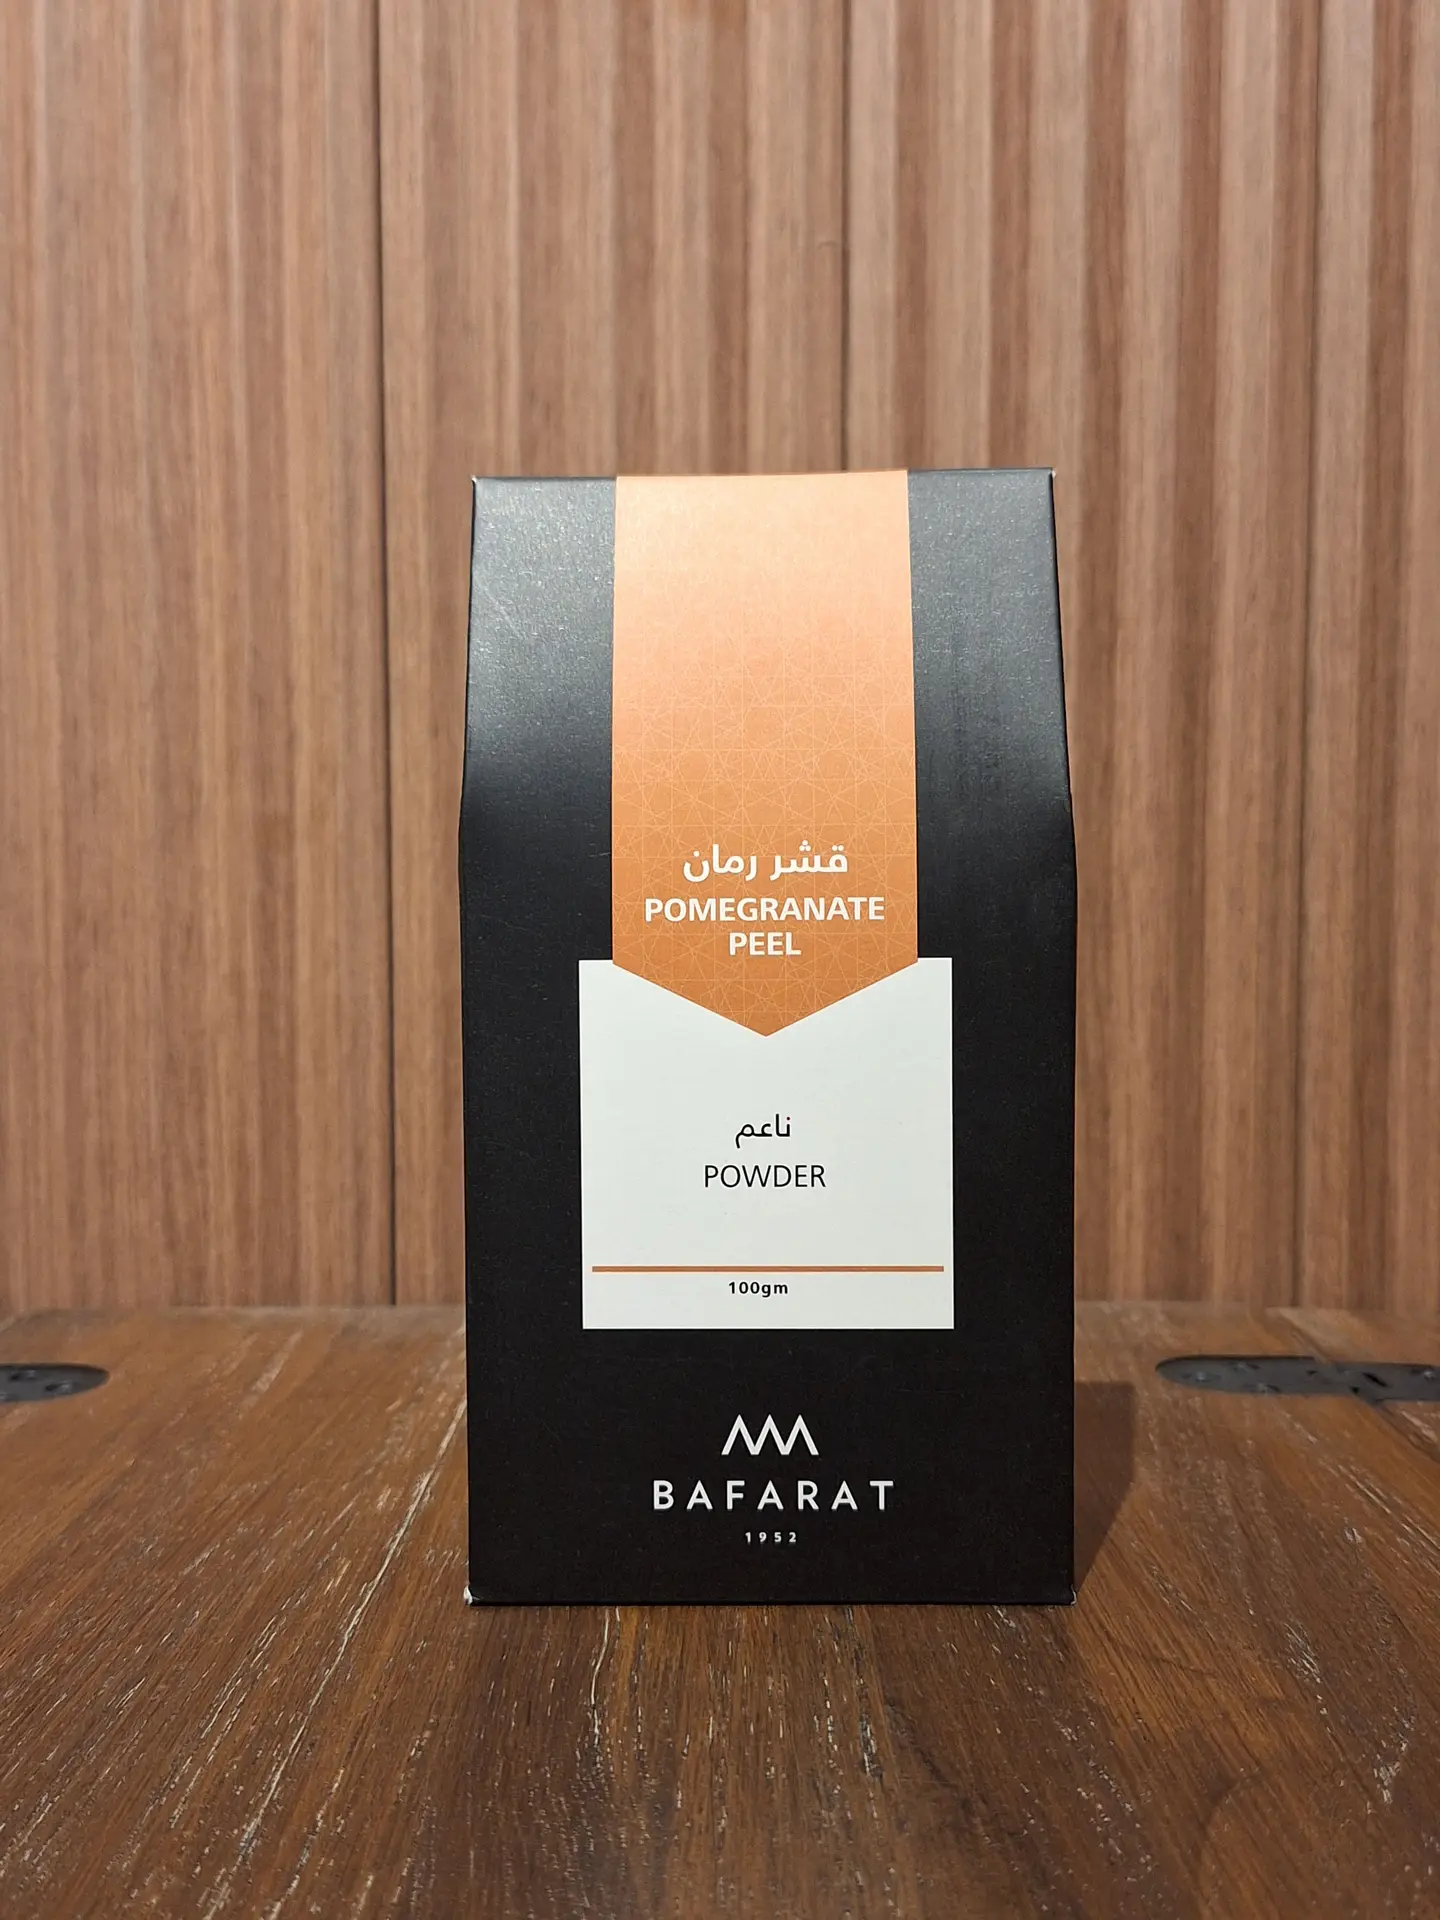 قشر رمان
POMEGRANATE
PEEL
ناعم
POWDER
100gm
BAFARAT
1952